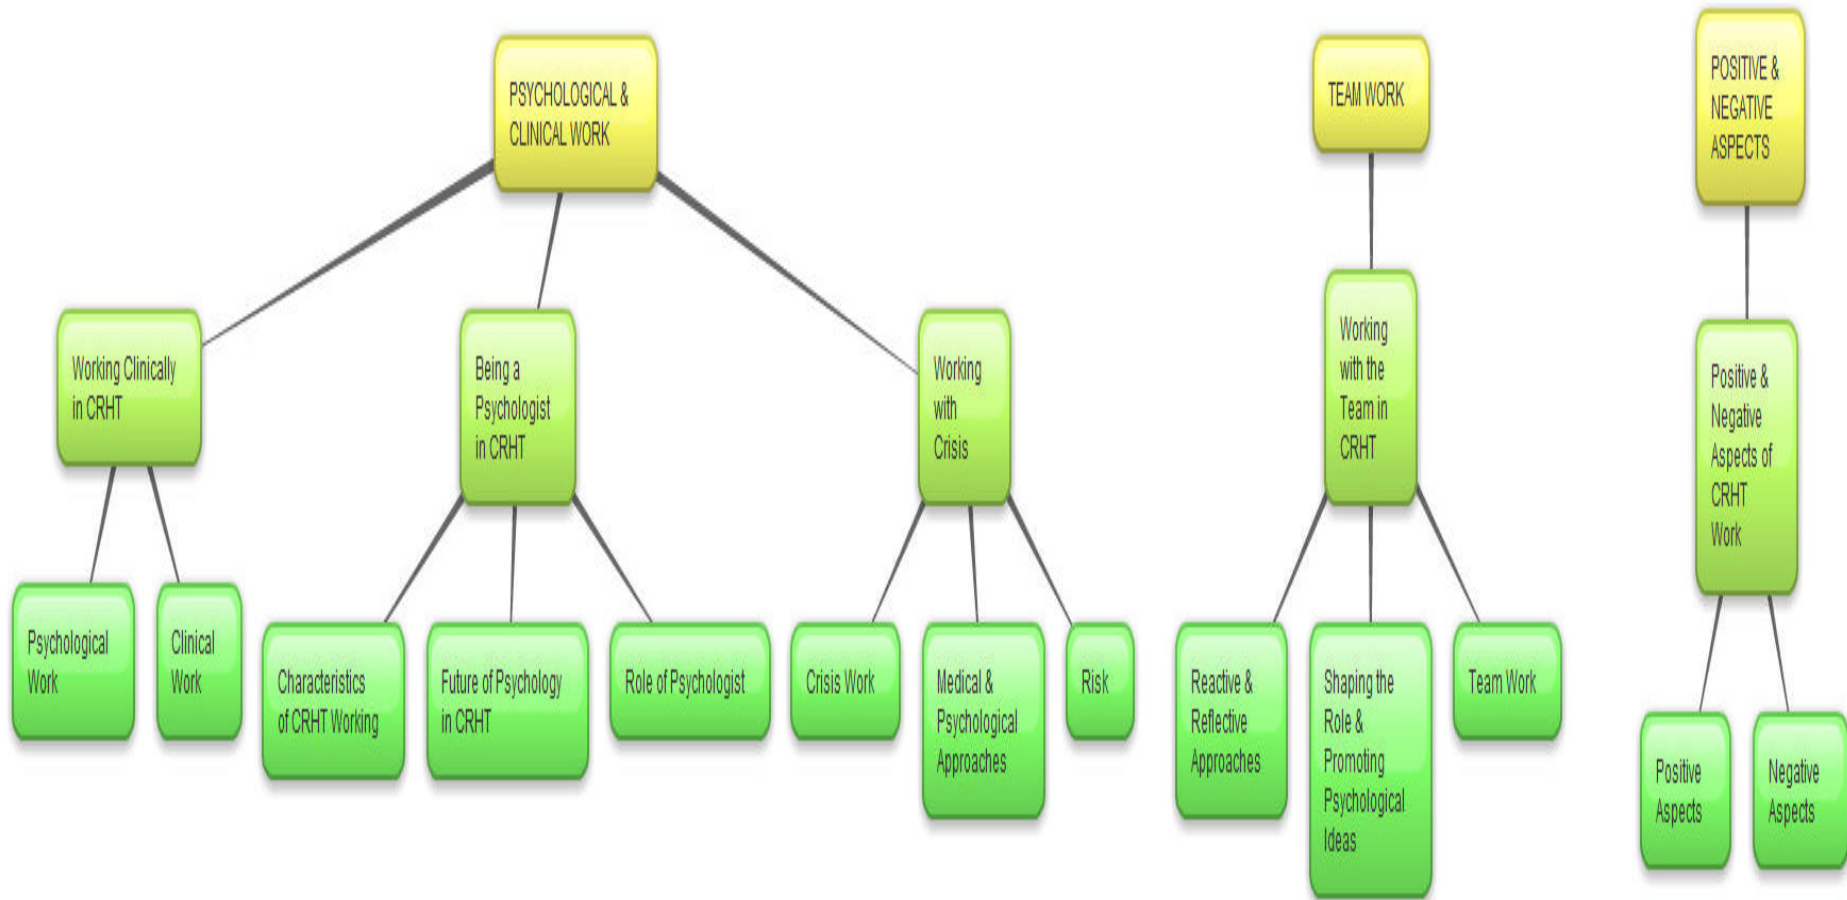 PSYCHOLOGICAL &
CLINICAL WORK
TEAM WORK
POSITIVE &
NEGATIVE
ASPECTS
Working Clinically
in CRHT
Being a
Psychologist
in CRHT
Working
with
Crisis
Working
with the
Team in
CRHT
Positive &
Negative
Aspects of
CRHT
Work
Psychological
Work
Clinical
Work
Characteristics
of CRHT Working
Future of Psychology
in CRHT
Role of Psychologist
Crisis Work
Medical &
Psychological
Approaches
Risk
Reactive &
Reflective
Approaches
Shaping the
Role &
Promoting
Psychological
Ideas
Team Work
Positive
Aspects
Negative
Aspects